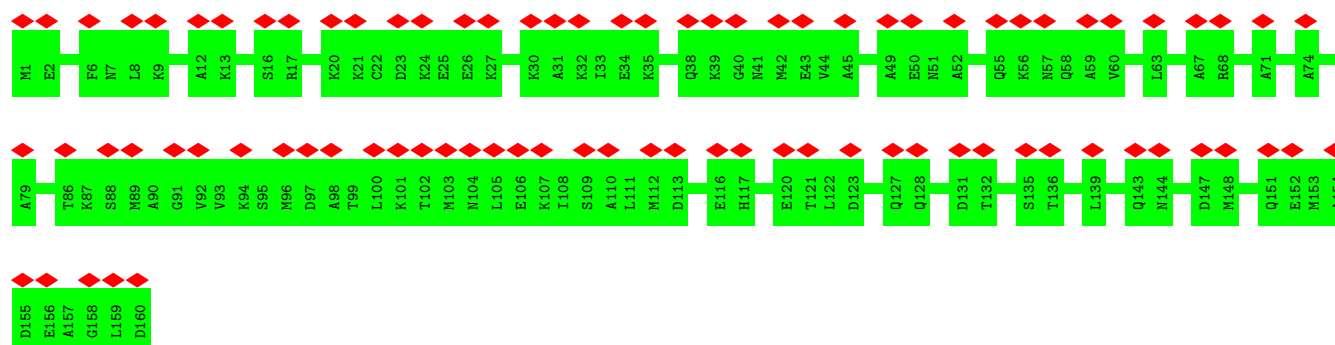 M1 E2 F6 N7 L8 K9 A12 K13 S16 R17 K20 K21 C22 D23 K24 E25 E26 K27 K30 A31 K32 I33 E34 K35 Q38 K39 G40 N41 M42 E43 V44 A45 A49 E50 N51 A52 Q55 K56 N57 Q58 A59 V60 L63 A67 R68 A71 A74
A79 T86 K87 S88 M89 A90 G91 V92 V93 K94 S95 M96 D97 A98 T99 L100 K101 T102 M103 N104 L105 E106 K107 I108 S109 A110 L111 M112 D113 E116 H117 E120 T121 L122 D123 Q127 Q128 D131 T132 S135 T136 L139 Q143 N144 D147 M148 Q151 E152 M153
D155 E156 A157 G158 L159 D160